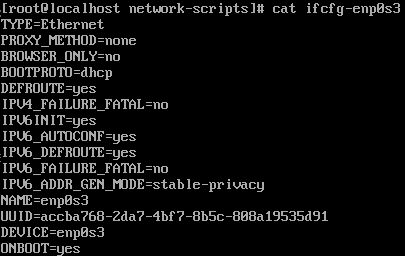 [root@localhost network-scripts]# cat ifcfg-enp0s3
TYPE=Ethernet
PROXY_METHOD=none
BROWSER_ONLY=no
BOOTPROTO=dhcp
DEFROUTE=yes
IPV4_FAILURE_FATAL=no
IPV6INIT=yes
IPV6_AUTOCONF=yes
IPV6_DEFROUTE=yes
IPV6_FAILURE_FATAL=no
IPV6_ADDR_GEN_MODE=stable-privacy
NAME=enp0s3
UUID=accba768-2da7-4bf7-8b5c-808a19535d91
DEVICE=enp0s3
ONBOOT=yes